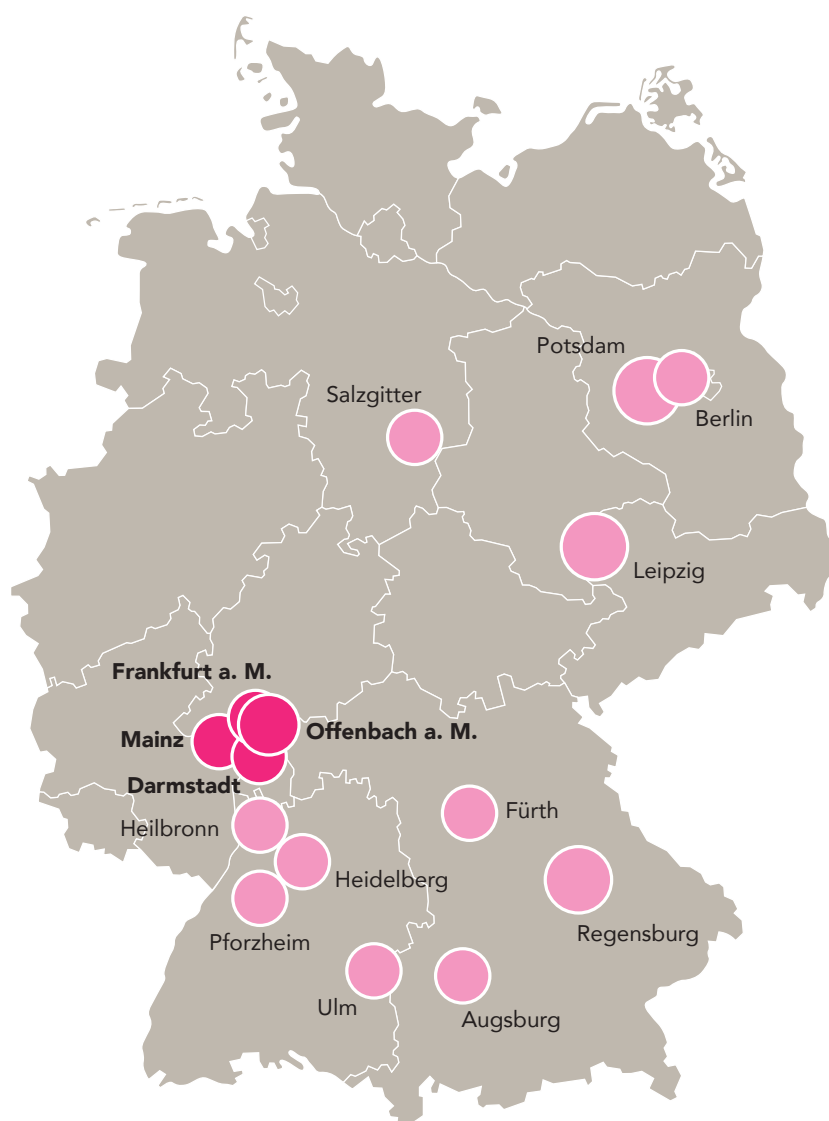 Potsdam
Salzgitter
Berlin
Leipzig
Frankfurt a. M.
Offenbach a. M.
Mainz
Darmstadt
Heilbronn
Fürth
Heidelberg
Regensburg
Pforzheim
Ulm
Augsburg